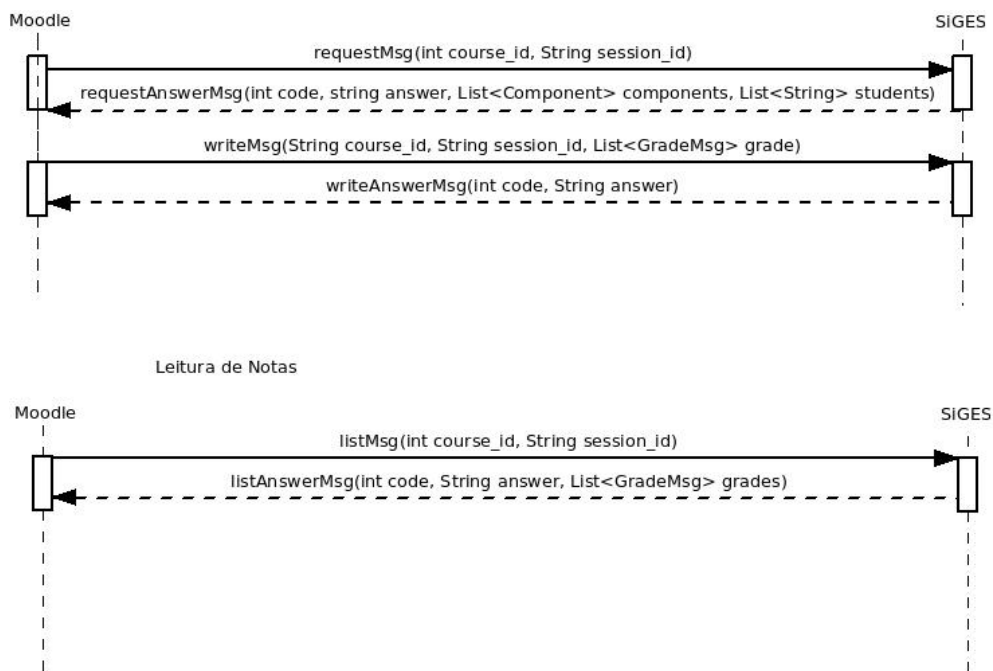 Moodle
SiGES
requestMsg(int course_id, String session_id)
requestAnswerMsg(int code, string answer, List<Component> components, List<String> students)
writeMsg(String course_id, String session_id, List<GradeMsg> grade)
writeAnswerMsg(int code, String answer)
Leitura de Notas
Moodle
SiGES
listMsg(int course_id, String session_id)
listAnswerMsg(int code, String answer, List<GradeMsg> grades)